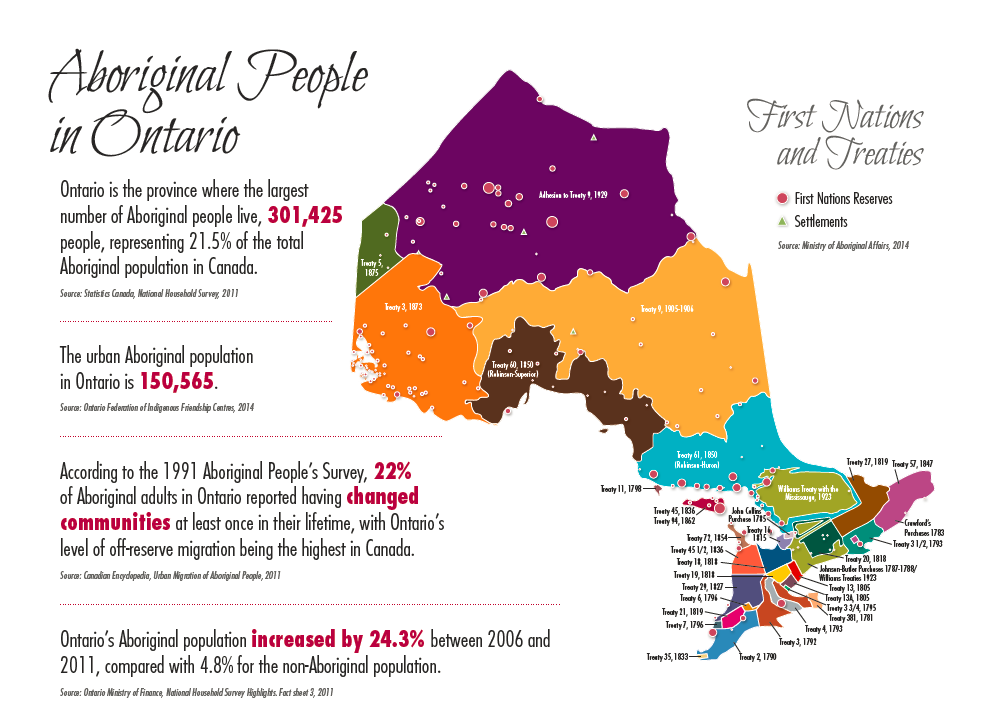 Aboriginal People
in Ontario
Ontario is the province where the largest
number of Aboriginal people live, 301,425
people, representing 21.5% of the total
Aboriginal population in Canada.
Source: Statistics Canada, National Household Survey, 2011
The urban Aboriginal population
in Ontario is 150,565.
Source: Ontario Federation of Indigenous Friendship Centres, 2014
According to the 1991 Aboriginal People's Survey, 22%
of Aboriginal adults in Ontario reported having changed
communities at least once in their lifetime, with Ontario's
level of off-reserve migration being the highest in Canada.
Source: Canadian Encyclopedia, Urban Migration of Aboriginal People, 2011
Ontario's Aboriginal population increased by 24.3% between 2006 and
2011, compared with 4.8% for the non-Aboriginal population.
Source: Ontario Ministry of Finance, National Household Survey Highlights. Fact sheet 3, 2011
First Nations
and Treaties
First Nations Reserves
Settlements
Source: Ministry of Aboriginal Affairs, 2014
Adhesion to Treaty 9, 1929
Treaty 5,
1875
Treaty 3, 1873
Treaty 9, 1905-1906
Treaty 60, 1850
(Robinson-Superior)
Treaty 61, 1850
(Robinson-Huron)
Treaty 27, 1819
Treaty 57, 1847
Williams Treaty with the
Mississauga, 1923
Treaty 11, 1798
Treaty 45, 1836
Treaty 94, 1862
John Collins
Purchase 1785
Treaty 16
1815
Crawford's
Purchases 1783
Treaty 3 1/2, 1793
Treaty 72, 1854
Treaty 45 1/2, 1836
Treaty 18, 1818
Treaty 19, 1818
Treaty 29, 1827
Treaty 6, 1796
Treaty 21, 1819
Treaty 7, 1796
Treaty 35, 1833
Treaty 20, 1818
Johnson-Butler Purchases 1787-1788/
Williams Treaties 1923
Treaty 13, 1805
Treaty 13A, 1805
Treaty 3 3/4, 1795
Treaty 381, 1781
Treaty 4, 1793
Treaty 3, 1792
Treaty 2, 1790